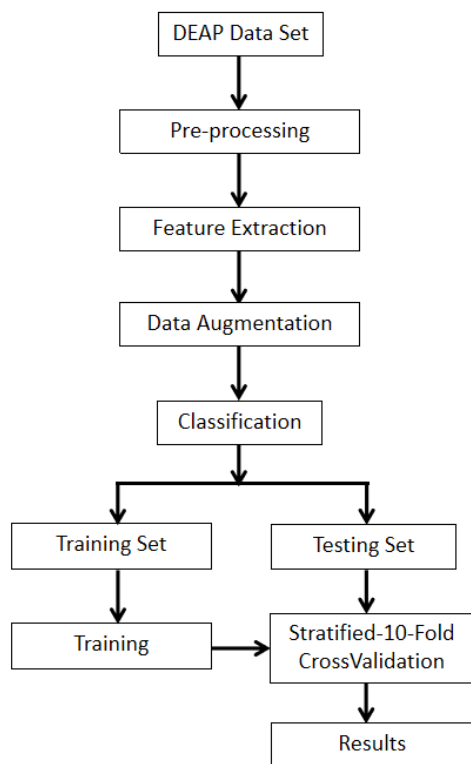 DEAP Data Set
Pre-processing
Feature Extraction
Data Augmentation
Classification
Training Set
Testing Set
Training
Stratified-10-Fold
CrossValidation
Results